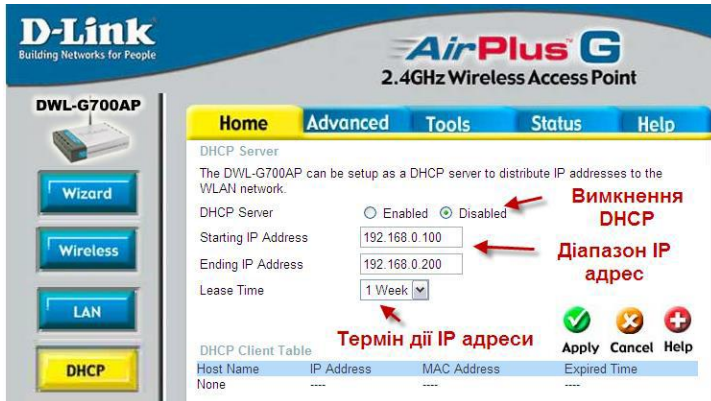 D-Link
Building Networks for People
AirPlus G
2.4GHz Wireless Access Point
DWL-G700AP
Home Advanced Tools Status Help
Wizard
Wireless
LAN
DHCP
DHCP Server
The DWL-G700AP can be setup as a DHCP server to distribute IP addresses to the
WLAN network.
DHCP Server Enabled Disabled
Вимкнення
DHCP
Starting IP Address 192.168.0.100
Ending IP Address 192.168.0.200
Діапазон IP
адрес
Lease Time 1 Week
Термін дії IP адреси
Apply Cancel Help
DHCP Client Table
Host Name IP Address MAC Address Expired Time
None ---- ---- ----